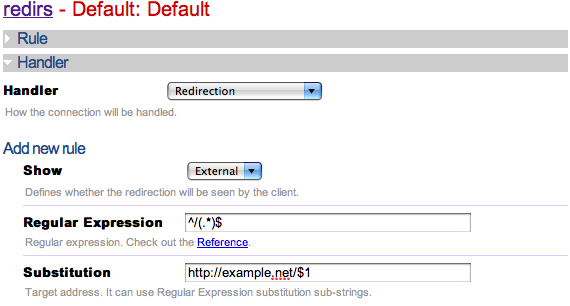 redirs - Default: Default
Rule
Handler
Handler Redirection
How the connection will be handled.
Add new rule
Show External
Defines whether the redirection will be seen by the client.
Regular Expression ^/(.*)$
Regular expression. Check out the Reference.
Substitution http://example.net/$1
Target address. It can use Regular Expression substitution sub-strings.